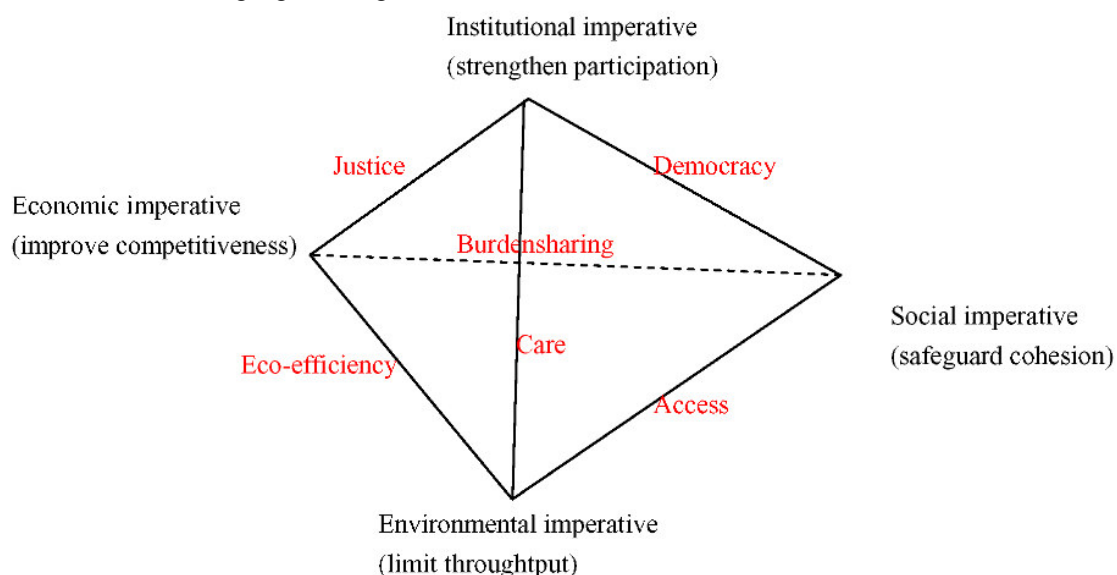 Institutional imperative
(strengthen participation)
Justice
Democracy
Economic imperative
(improve competitiveness)
Burdensharing
Social imperative
(safeguard cohesion)
Eco-efficiency
Care
Access
Environmental imperative
(limit throughtput)